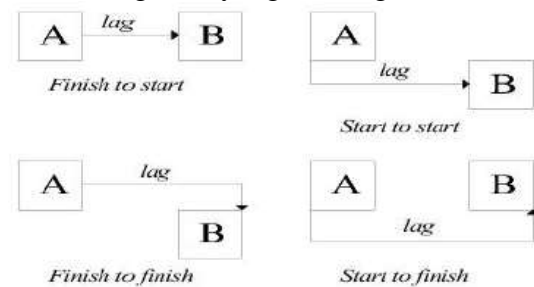 A lag B
Finish to start
A
lag
B
Start to start
A lag
B
Finish to finish
A B
lag
Start to finish